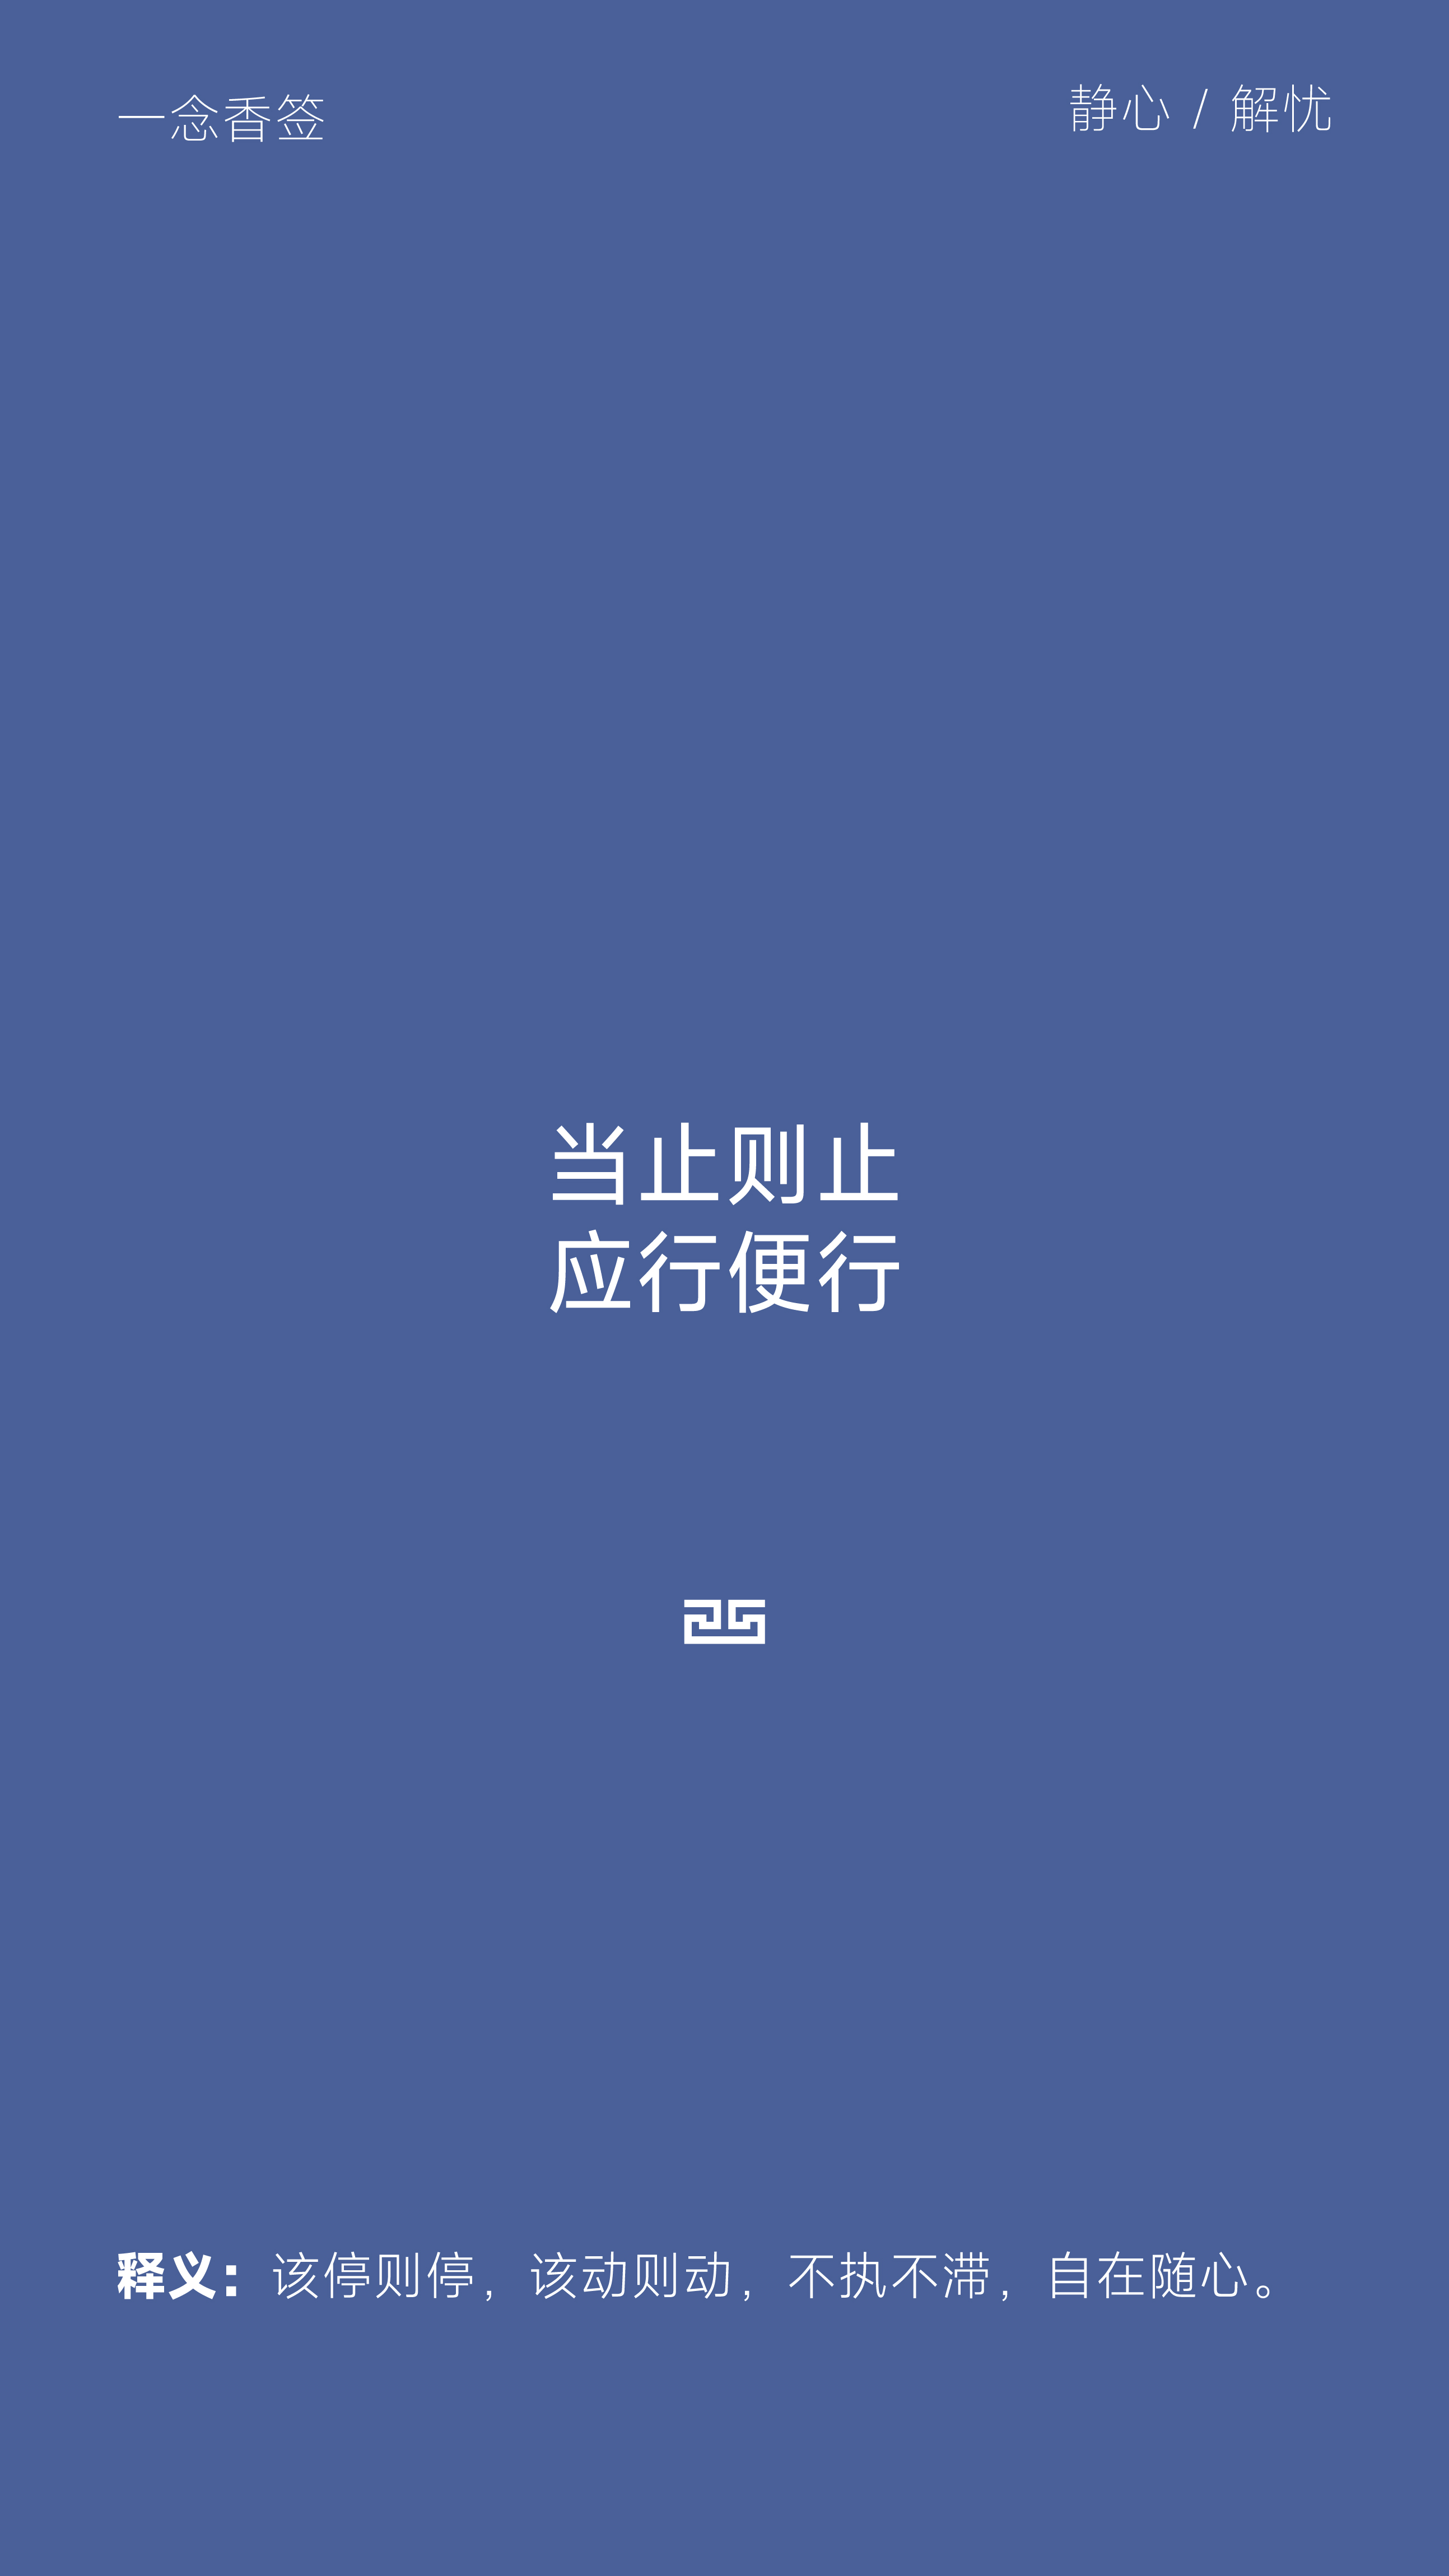 一念香签
静心 / 解忧
当止则止
应行便行
释义：该停则停，该动则动，不执不滞，自在随心。